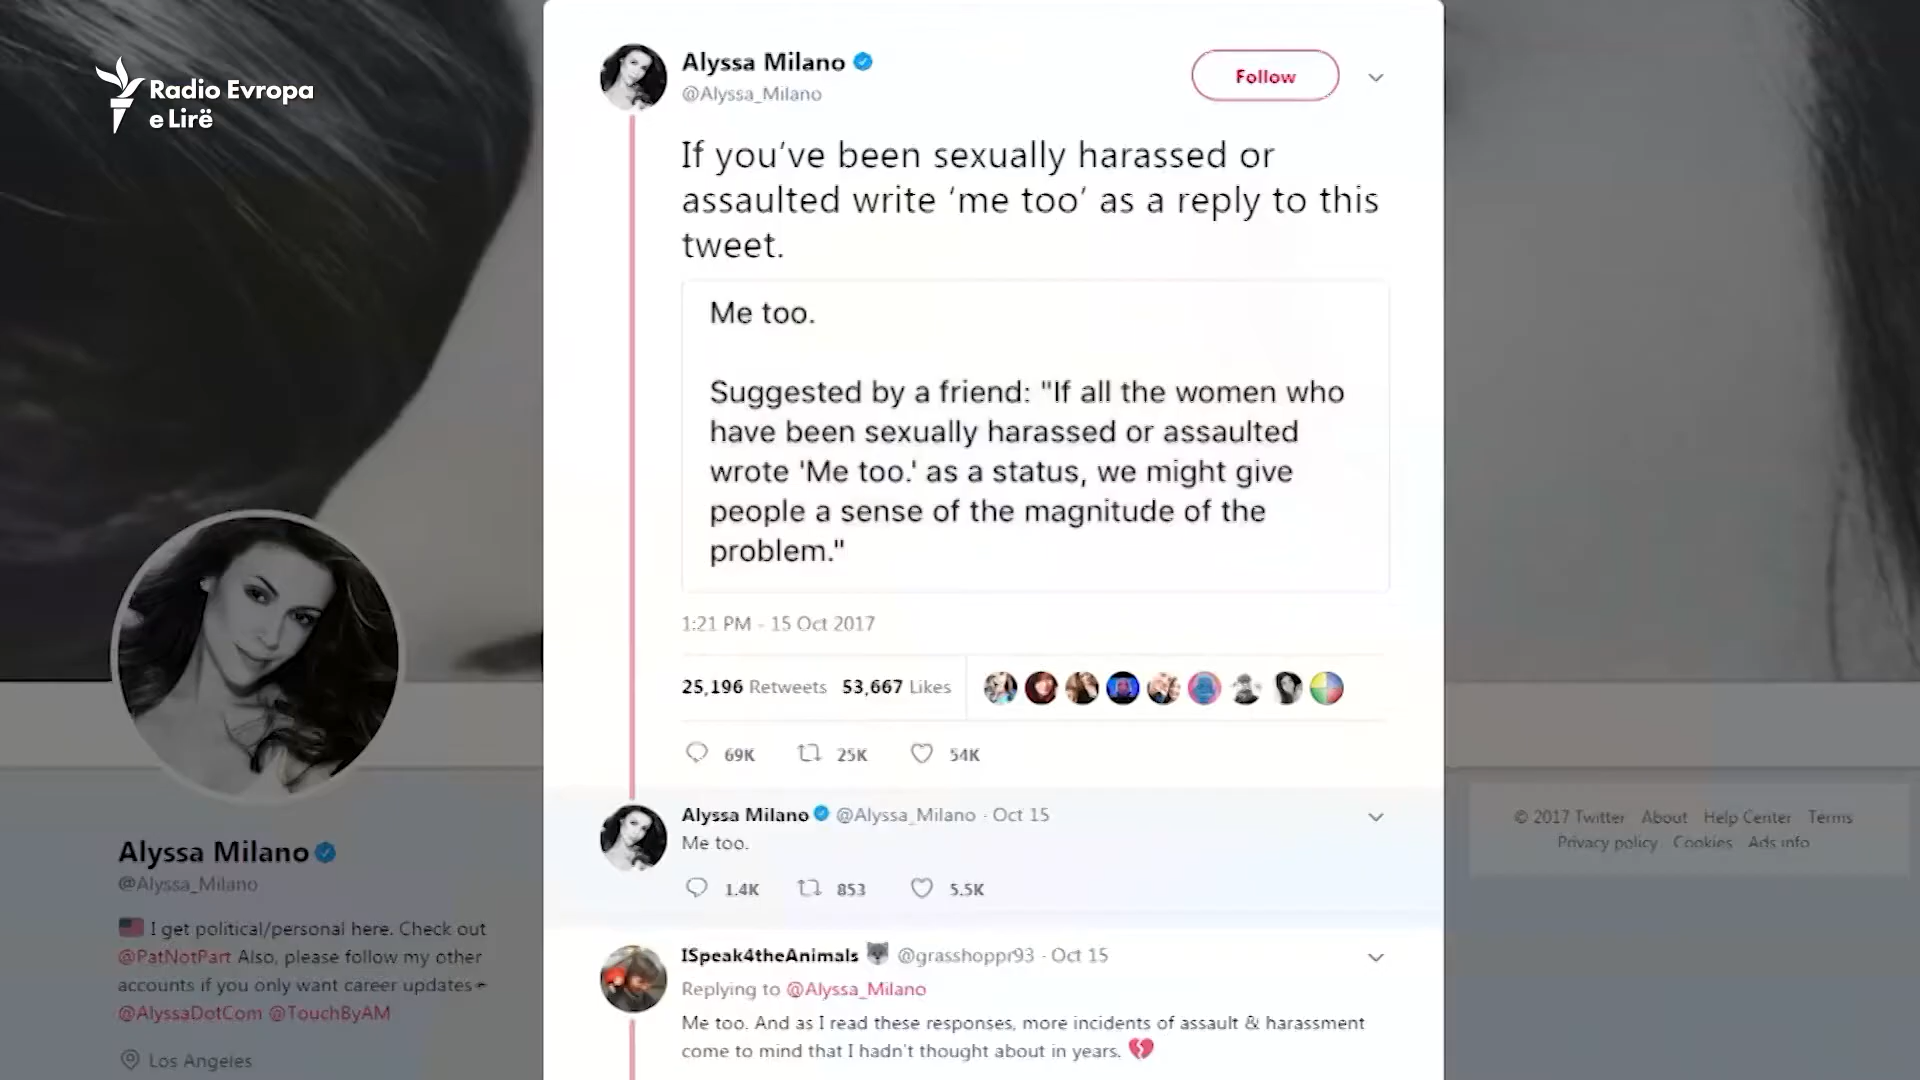 Radio Evropa
e Lirë
Alyssa Milano
@Alyssa_Milano
Follow
If you've been sexually harassed or
assaulted write ‘me too’ as a reply to this
tweet.
Me too.
Suggested by a friend: "If all the women who
have been sexually harassed or assaulted
wrote 'Me too.' as a status, we might give
people a sense of the magnitude of the
problem."
1:21 PM - 15 Oct 2017
25,196 Retweets 53,667 Likes
69K 25K 54K
Alyssa Milano @Alyssa_Milano · Oct 15
Me too.
1.4K 853 5.5K
ISpeak4theAnimals @grasshoppr93 · Oct 15
Replying to @Alyssa_Milano
Me too. And as I read these responses, more incidents of assault & harassment
come to mind that I hadn't thought about in years.
Alyssa Milano
@Alyssa_Milano
I get political/personal here. Check out
@PatNotPart Also, please follow my other
accounts if you only want career updates-
@AlyssaDotCom @TouchByAM
Los Angeles
© 2017 Twitter About Help Center Terms
Privacy policy Cookies Ads info